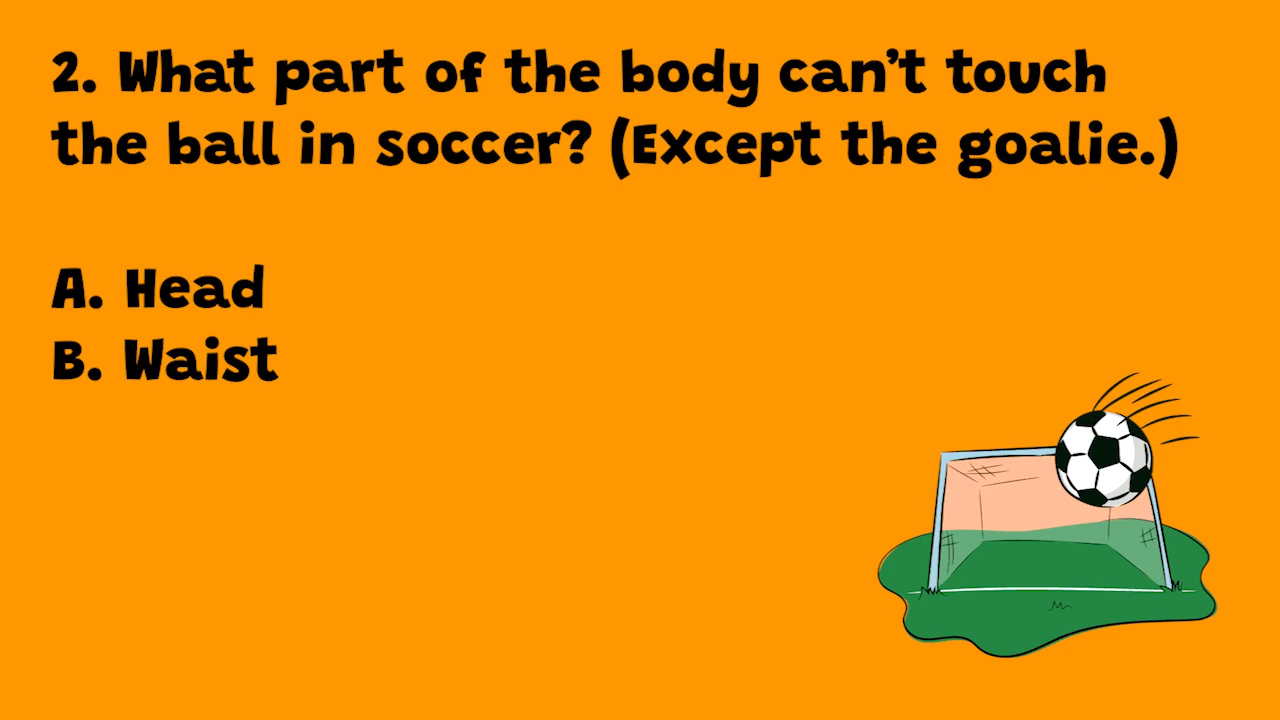 2. What part of the body can’t touch
the ball in soccer? (Except the goalie.)
A. Head
B. Waist